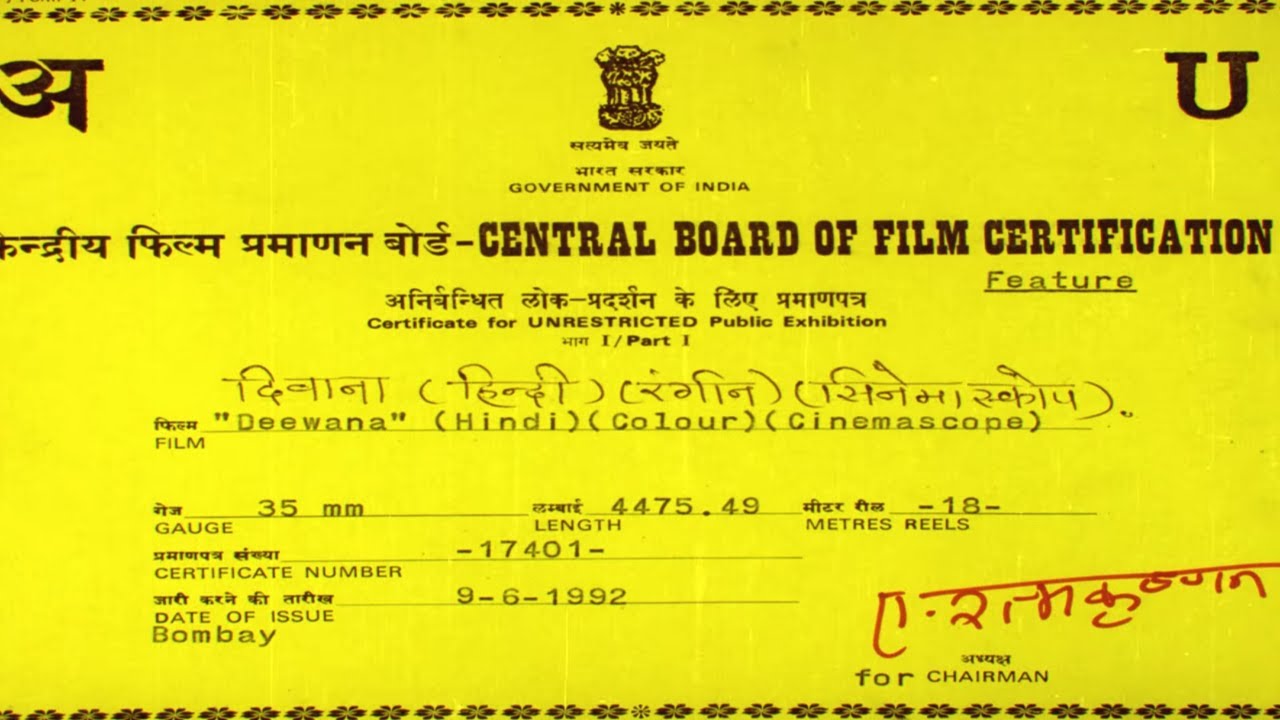 अ
U
सत्यमेव जयते
भारत सरकार
GOVERNMENT OF INDIA
केन्द्रीय फिल्म प्रमाणन बोर्ड-CENTRAL BOARD OF FILM CERTIFICATION
Feature
अनिर्बन्धित लोक-प्रदर्शन के लिए प्रमाणपत्र
Certificate for UNRESTRICTED Public Exhibition
भाग I/Part I
दिवाना (हिन्दी) (रंगीन) (सिनेमास्कोप).
फिल्म "Deewana" (Hindi)(Colour)(Cinemascope)
FILM
गेज 35 mm लम्बाई 4475.49 मीटर रील -18-
GAUGE LENGTH METRES REELS
प्रमाणपत्र संख्या -17401-
CERTIFICATE NUMBER
जारी करने की तारीख 9-6-1992
DATE OF ISSUE
Bombay
अध्यक्ष
for CHAIRMAN